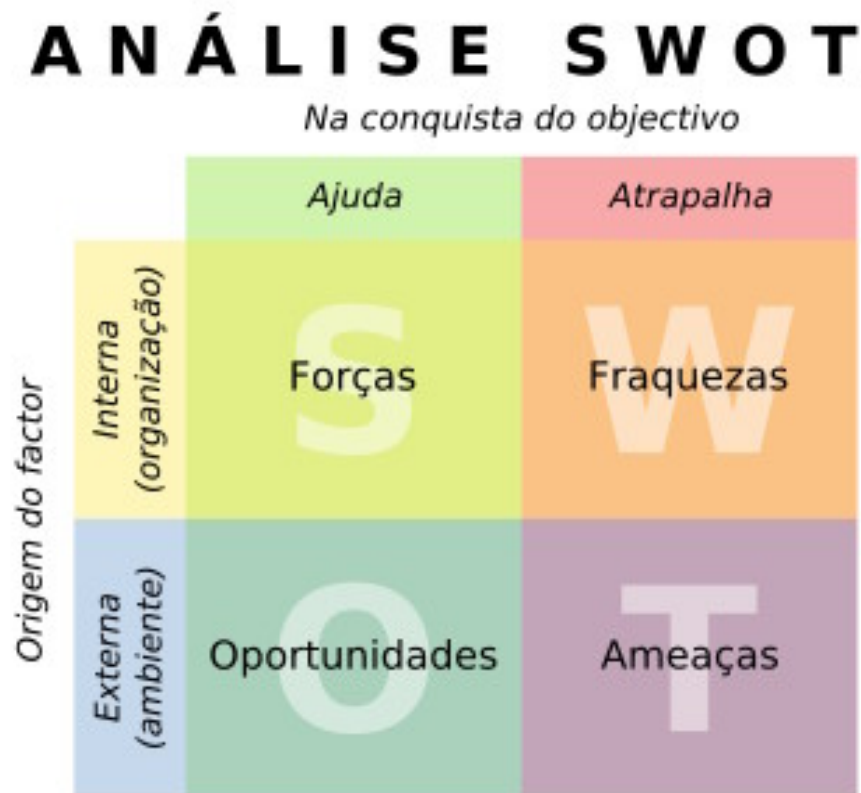 ANÁLISE SWOT
Na conquista do objectivo
Ajuda
Atrapalha
Origem do factor
Interna
(organização)
S
Forças
W
Fraquezas
Externa
(ambiente)
O
Oportunidades
T
Ameaças